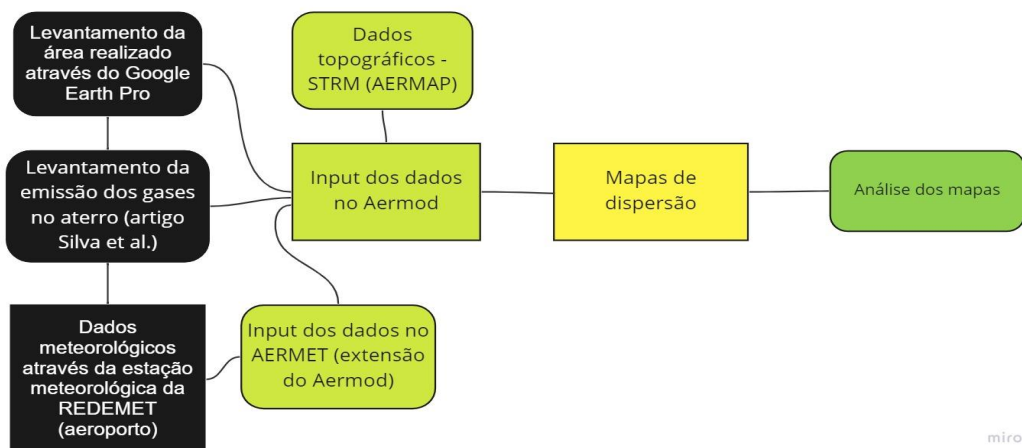 Levantamento da
área realizado
através do Google
Earth Pro
Dados
topográficos -
STRM (AERMAP)
Levantamento da
emissão dos gases
no aterro (artigo
Silva et al.)
Input dos dados
no Aermod
Mapas de
dispersão
Análise dos mapas
Dados
meteorológicos
através da estação
meteorológica da
REDEMET
(aeroporto)
Input dos dados no
AERMET (extensão
do Aermod)
miro